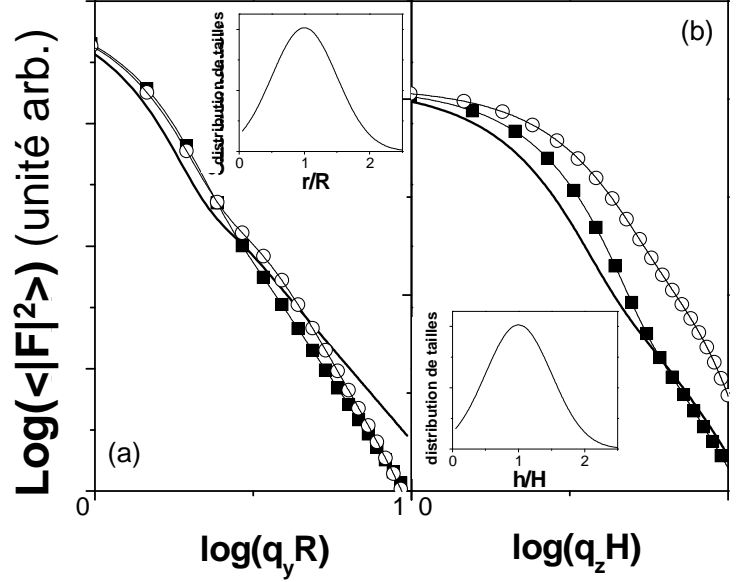 Log(<|F|²>) (unité arb.)
(a)
distribution de tailles
0 1 2
r/R
0 1
log(q_yR)
(b)
distribution de tailles
0 1 2
h/H
0
log(q_zH)